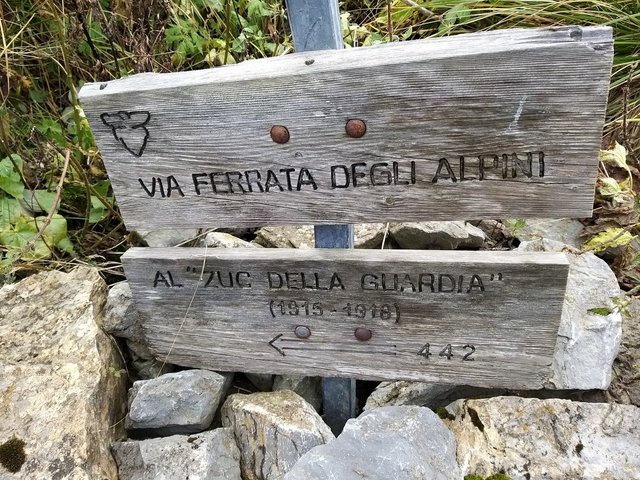 VIA FERRATA DEGLI ALPINI
AL "ZUC DELLA GUARDIA"
(1915 - 1918)
← 442